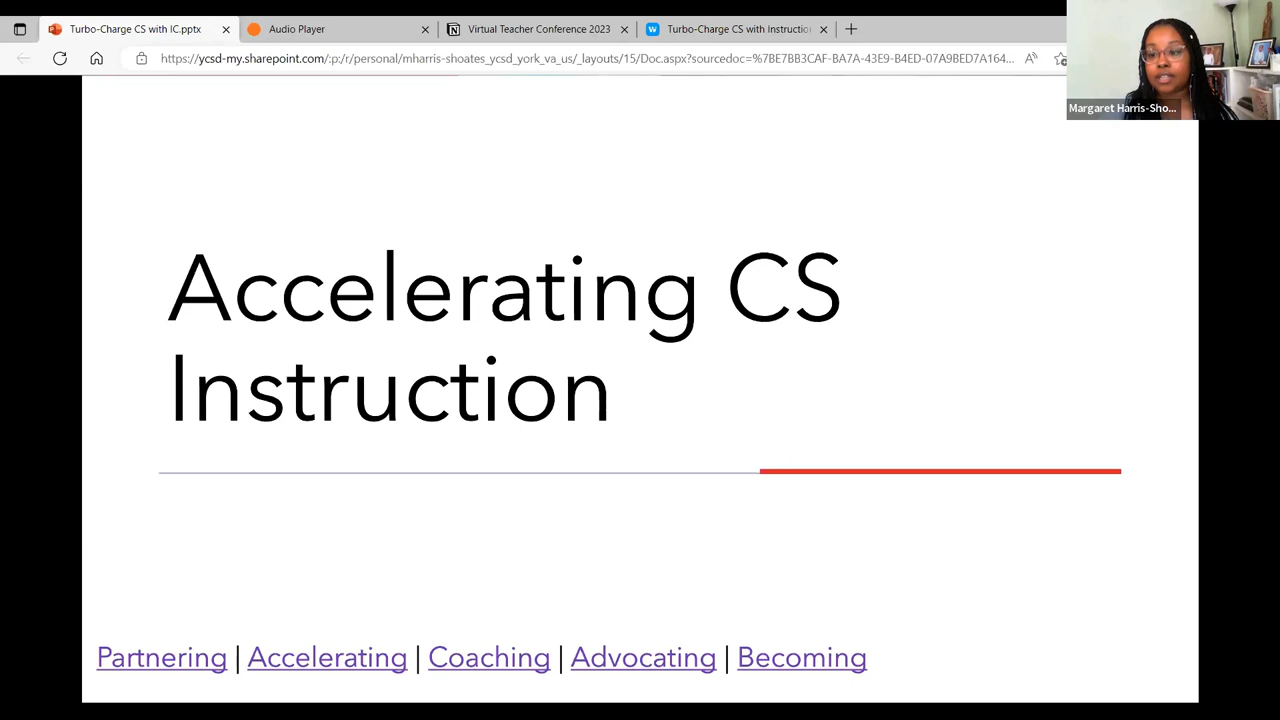 Turbo-Charge CS with IC.pptx
Audio Player
Virtual Teacher Conference 2023
Turbo-Charge CS with Instructio
https://ycsd-my.sharepoint.com/:p:/r/personal/mharris-shoates_ycsd_york_va_us/_layouts/15/Doc.aspx?sourcedoc=%7BE7BB3CAF-BA7A-43E9-B4ED-07A9BED7A164...
Margaret Harris-Sho...
Accelerating CS
Instruction
Partnering | Accelerating | Coaching | Advocating | Becoming